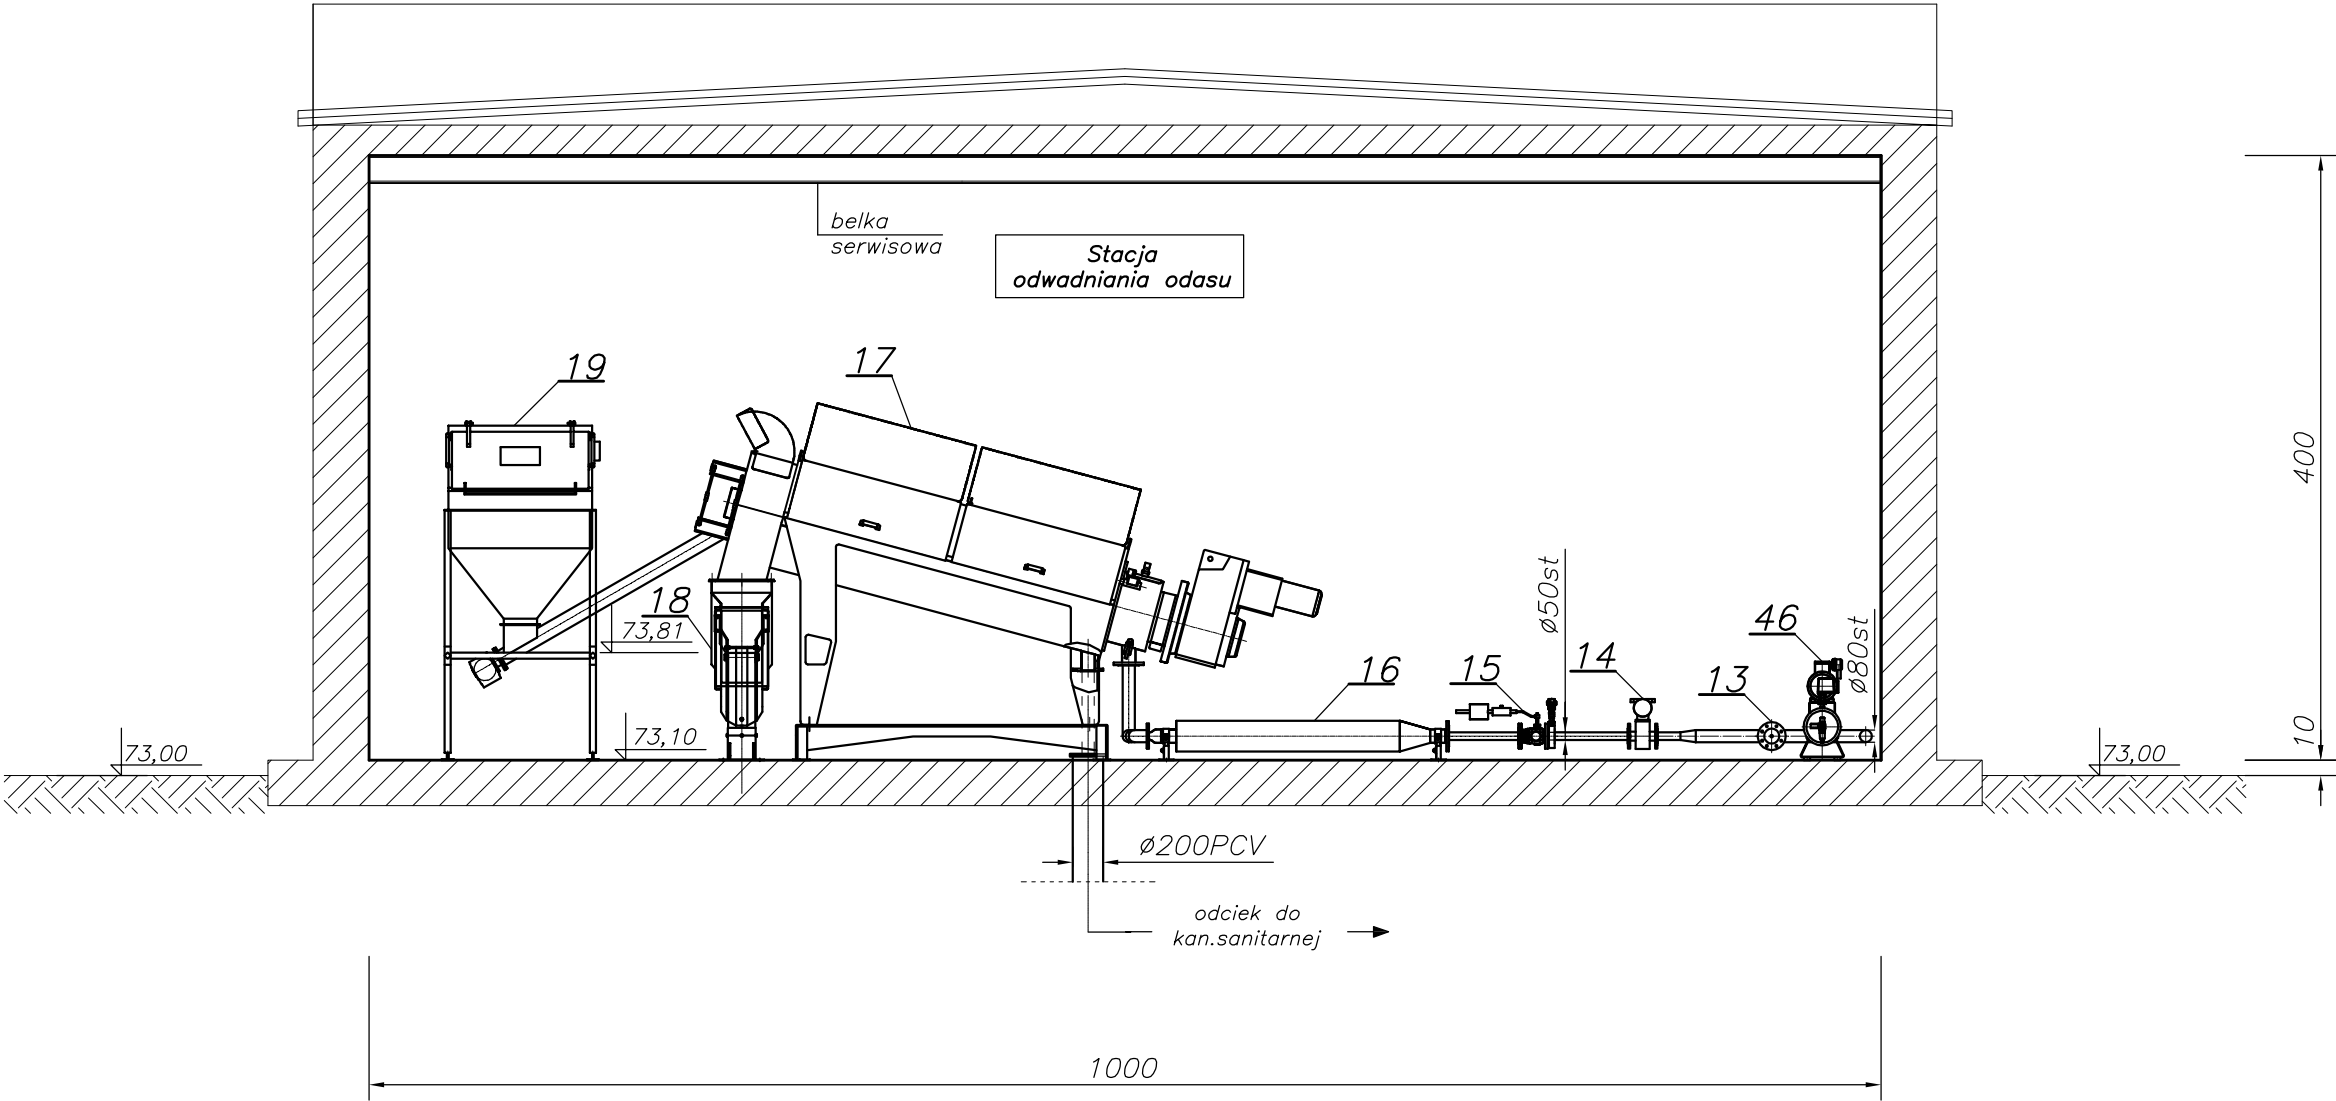 belka
serwisowa
Stacja
odwadniania odasu
19
17
400
18
73,81
ø50st
46
ø80st
16
15
14
13
73,00
73,10
10
73,00
ø200PCV
odciek do
kan.sanitarnej
1000